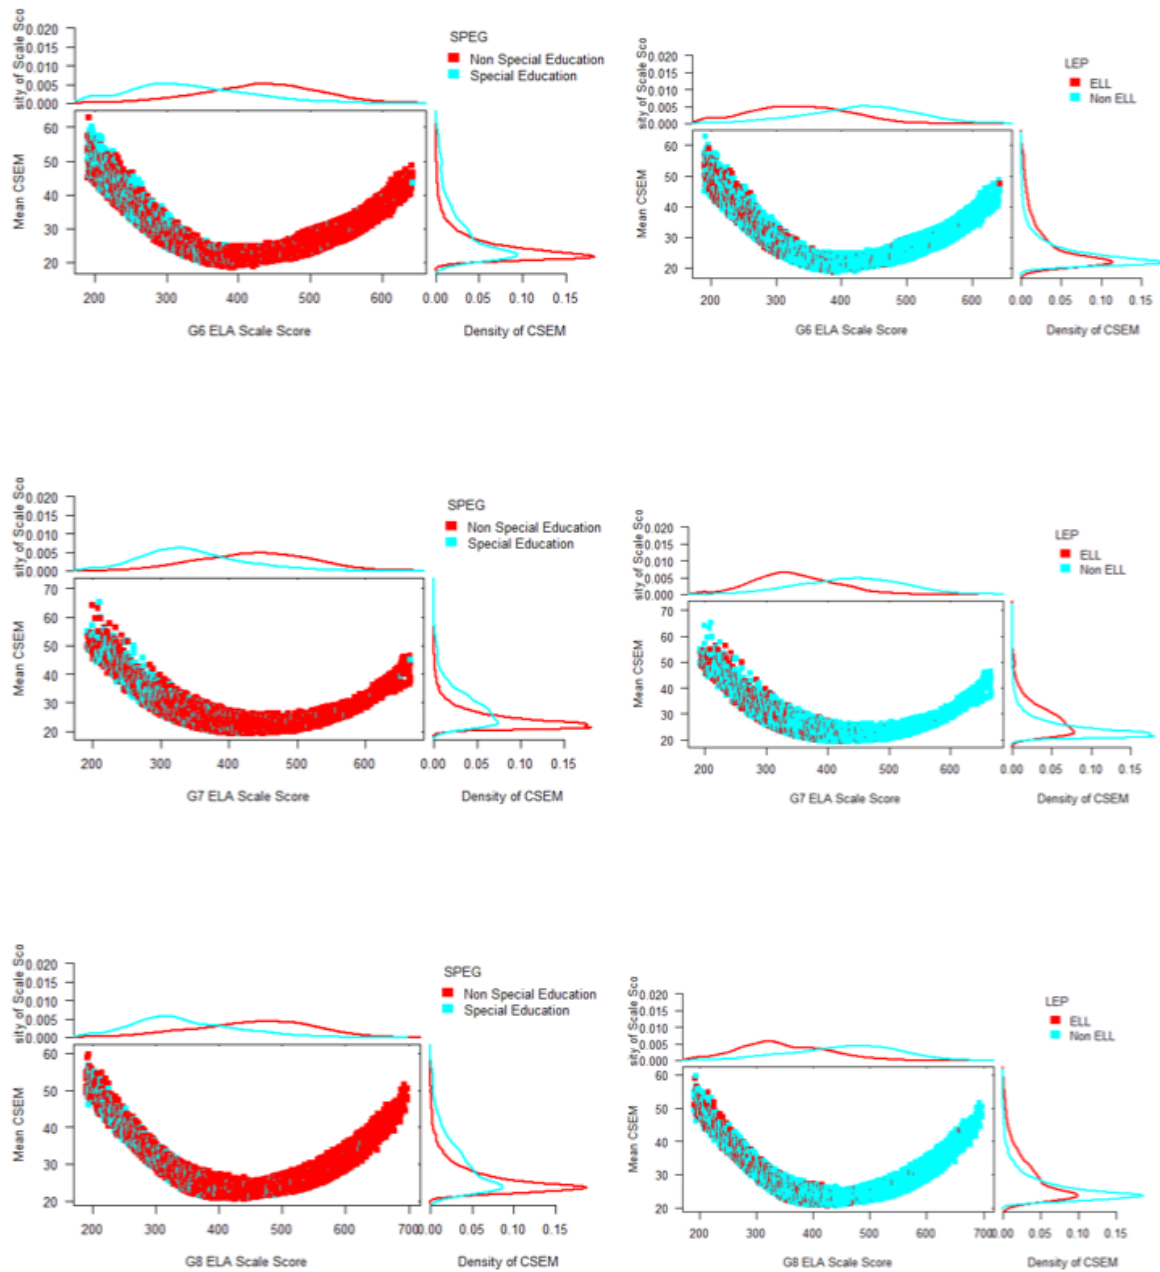 SPEG
Non Special Education
Special Education
sity of Scale Sco
0.020
0.015
0.010
0.005
0.000
Mean CSEM
60
50
40
30
20
200 300 400 500 600
0.00 0.05 0.10 0.15
G6 ELA Scale Score
Density of CSEM
LEP
ELL
Non ELL
sity of Scale Sco
0.020
0.015
0.010
0.005
0.000
Mean CSEM
60
50
40
30
20
200 300 400 500 600
0.00 0.05 0.10 0.15
G6 ELA Scale Score
Density of CSEM
SPEG
Non Special Education
Special Education
sity of Scale Sco
0.020
0.015
0.010
0.005
0.000
Mean CSEM
70
60
50
40
30
20
200 300 400 500 600
0.00 0.05 0.10 0.15
G7 ELA Scale Score
Density of CSEM
LEP
ELL
Non ELL
sity of Scale Sco
0.020
0.015
0.010
0.005
0.000
Mean CSEM
70
60
50
40
30
20
200 300 400 500 600
0.00 0.05 0.10 0.15
G7 ELA Scale Score
Density of CSEM
SPEG
Non Special Education
Special Education
sity of Scale Sco
0.020
0.015
0.010
0.005
0.000
Mean CSEM
60
50
40
30
20
200 300 400 500 600 700
0.00 0.05 0.10 0.15
G8 ELA Scale Score
Density of CSEM
LEP
ELL
Non ELL
sity of Scale Sco
0.020
0.015
0.010
0.005
0.000
Mean CSEM
60
50
40
30
20
200 300 400 500 600 700
0.00 0.05 0.10 0.15
G8 ELA Scale Score
Density of CSEM